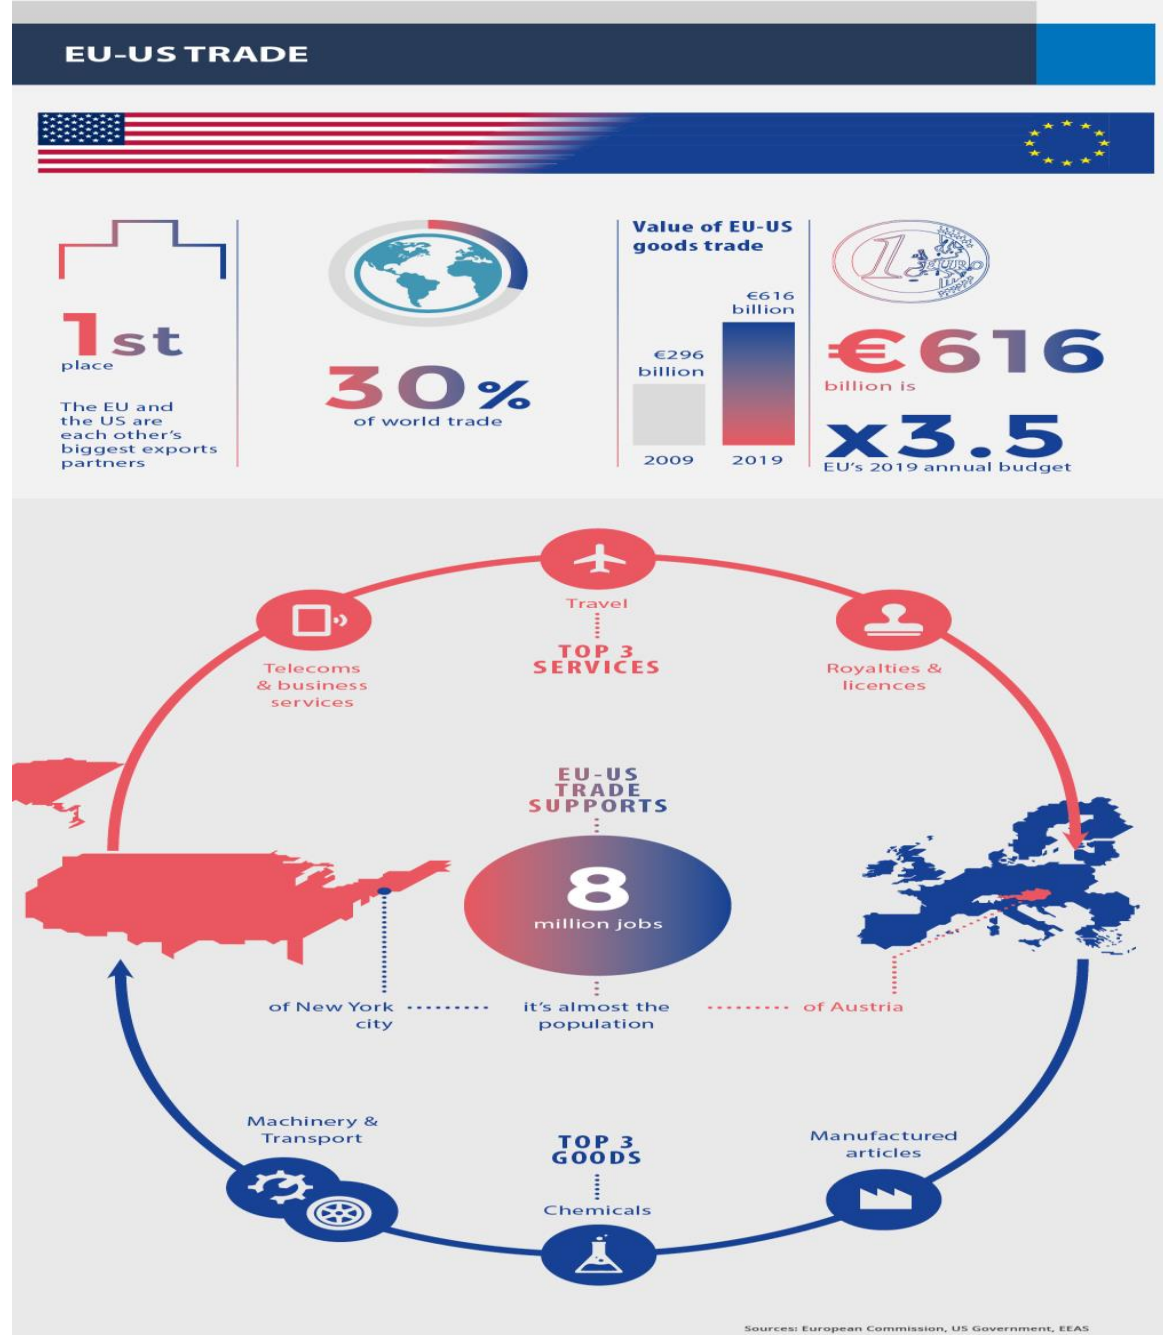 EU-US TRADE
1st
place
The EU and
the US are
each other's
biggest exports
partners
30%
of world trade
Value of EU-US
goods trade
€296
billion
€616
billion
2009
2019
1 EURO
€616
billion is
x3.5
EU's 2019 annual budget
Travel
TOP 3
SERVICES
Telecoms
& business
services
Royalties &
licences
EU-US
TRADE
SUPPORTS
8
million jobs
of New York
city
it's almost the
population
of Austria
Machinery &
Transport
TOP 3
GOODS
Chemicals
Manufactured
articles
Sources: European Commission, US Government, EEAS